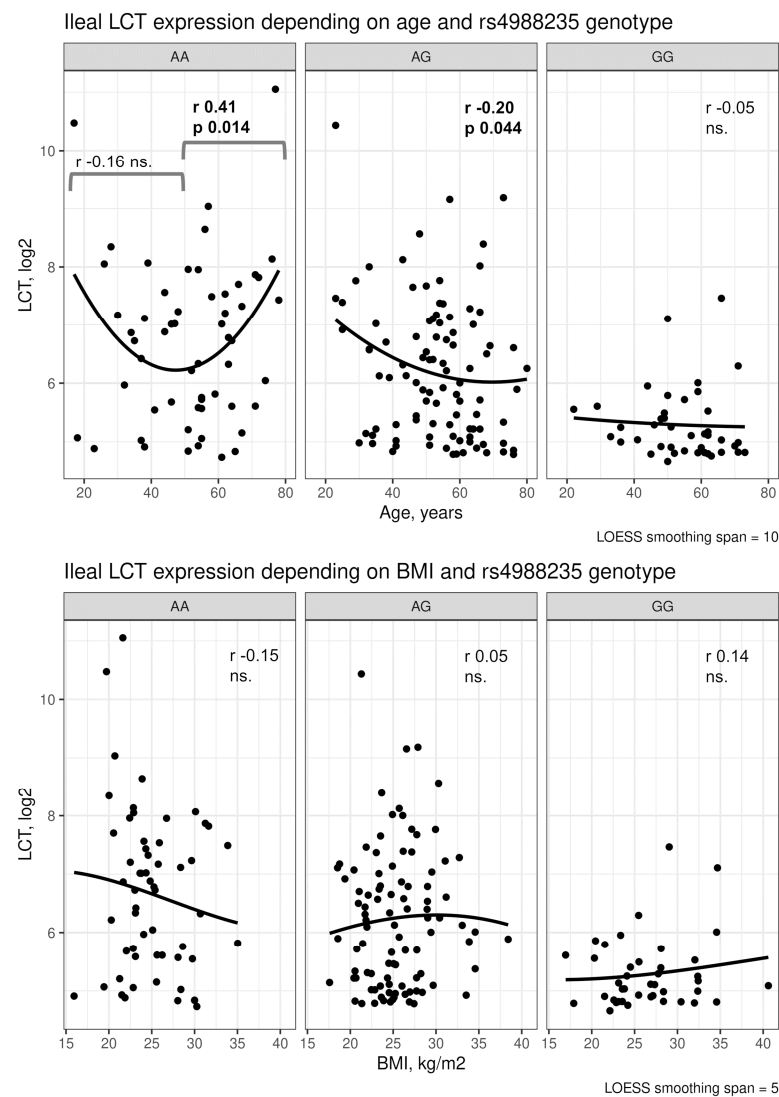 Ileal LCT expression depending on age and rs4988235 genotype
AA
AG
GG
r 0.41
p 0.014
r -0.16 ns.
r -0.20
p 0.044
r -0.05
ns.
LCT, log2
10
8
6
20 40 60 80
20 40 60 80
20 40 60 80
Age, years
LOESS smoothing span = 10
Ileal LCT expression depending on BMI and rs4988235 genotype
AA
AG
GG
r -0.15
ns.
r 0.05
ns.
r 0.14
ns.
LCT, log2
10
8
6
15 20 25 30 35 40
15 20 25 30 35 40
15 20 25 30 35 40
BMI, kg/m2
LOESS smoothing span = 5